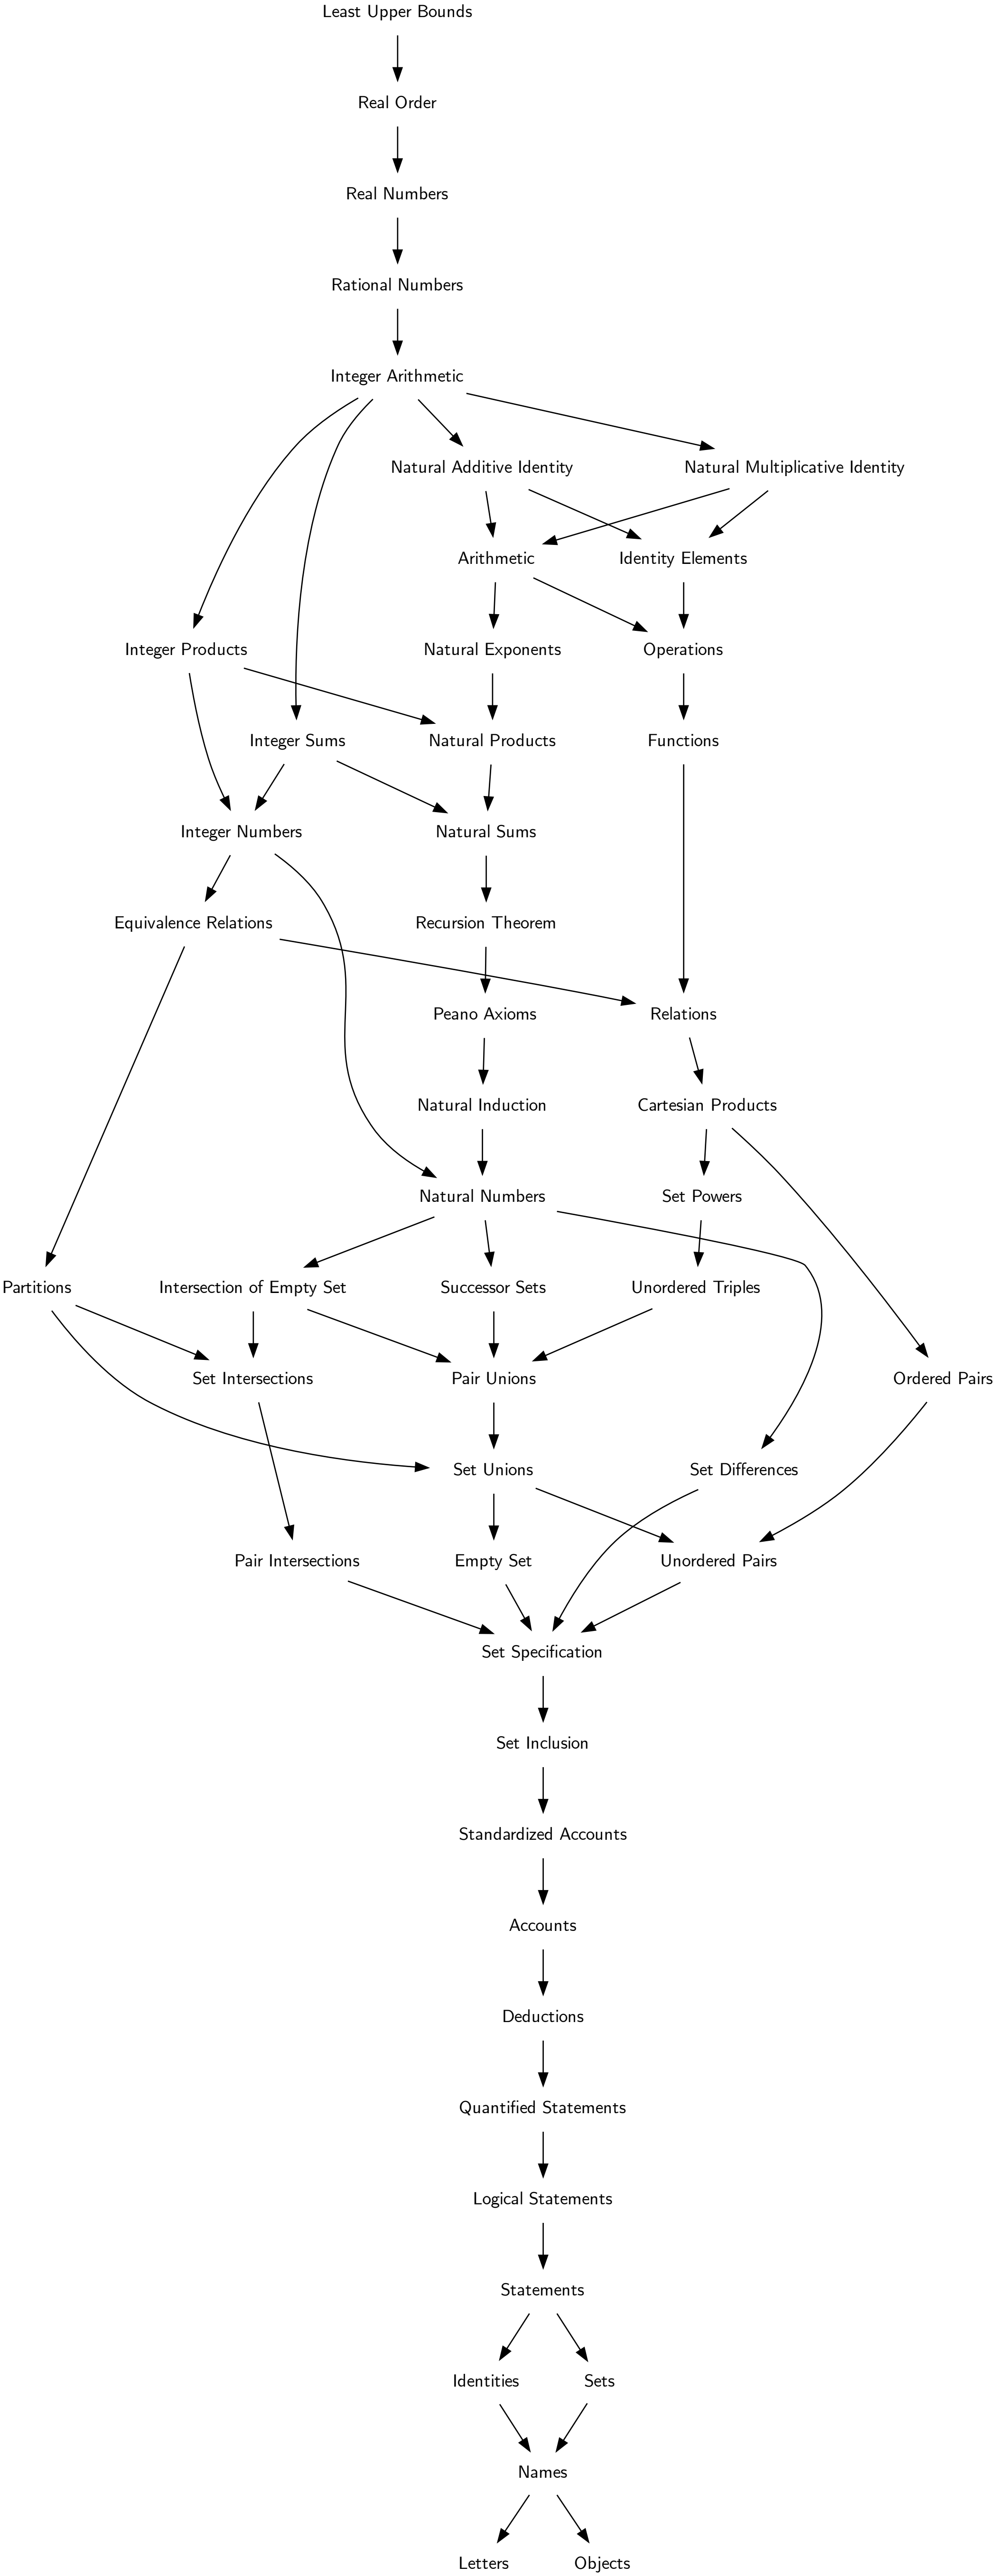 Least Upper Bounds
Real Order
Real Numbers
Rational Numbers
Integer Arithmetic
Natural Additive Identity
Natural Multiplicative Identity
Arithmetic
Identity Elements
Integer Products
Natural Exponents
Operations
Integer Sums
Natural Products
Functions
Integer Numbers
Natural Sums
Equivalence Relations
Recursion Theorem
Peano Axioms
Relations
Natural Induction
Cartesian Products
Natural Numbers
Set Powers
Partitions
Intersection of Empty Set
Successor Sets
Unordered Triples
Set Intersections
Pair Unions
Ordered Pairs
Set Unions
Set Differences
Pair Intersections
Empty Set
Unordered Pairs
Set Specification
Set Inclusion
Standardized Accounts
Accounts
Deductions
Quantified Statements
Logical Statements
Statements
Identities
Sets
Names
Letters
Objects